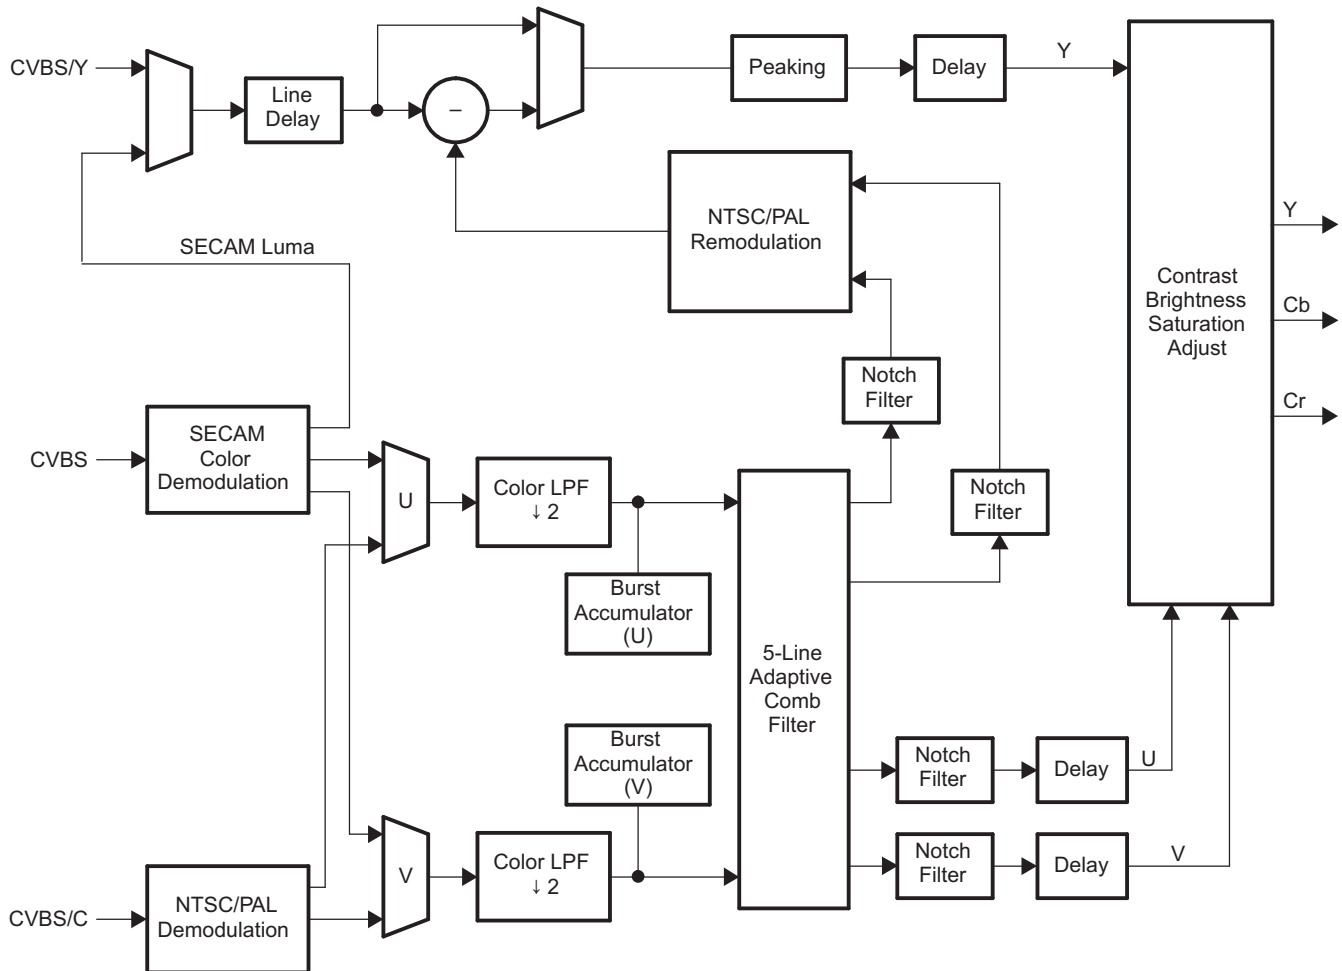 CVBS/Y
Line
Delay
–
Peaking
Delay
Y
NTSC/PAL
Remodulation
SECAM Luma
Contrast
Brightness
Saturation
Adjust
Y
Cb
Cr
Notch
Filter
CVBS
SECAM
Color
Demodulation
U
Color LPF
↓ 2
Notch
Filter
Burst
Accumulator
(U)
5-Line
Adaptive
Comb
Filter
Burst
Accumulator
(V)
Notch
Filter
Delay
U
CVBS/C
NTSC/PAL
Demodulation
V
Color LPF
↓ 2
Notch
Filter
Delay
V